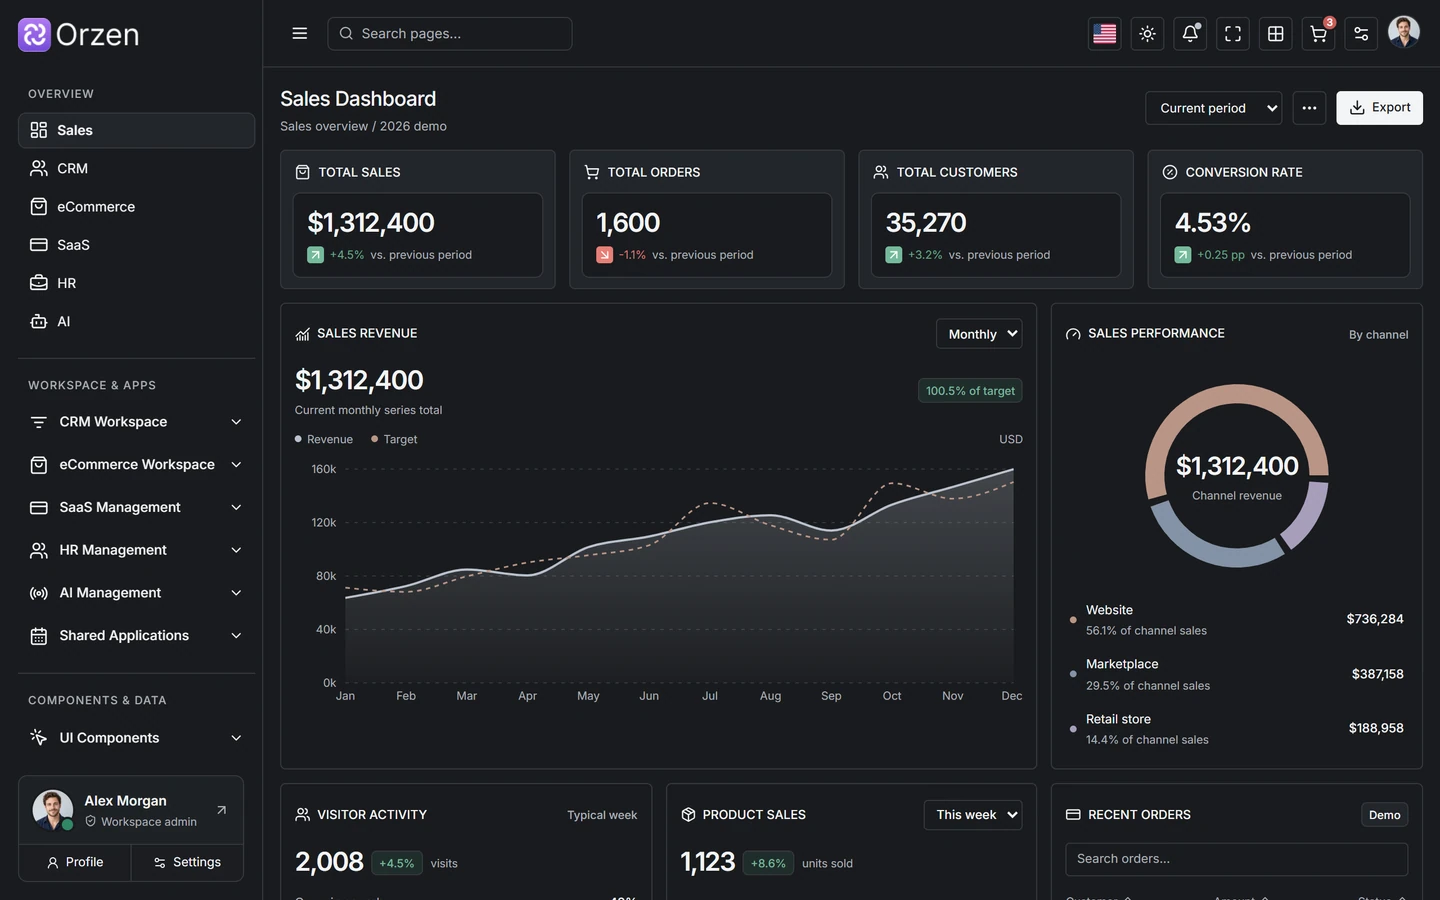 Orzen
Search pages...
3
OVERVIEW
Sales
CRM
eCommerce
SaaS
HR
AI
WORKSPACE & APPS
CRM Workspace
eCommerce Workspace
SaaS Management
HR Management
AI Management
Shared Applications
COMPONENTS & DATA
UI Components
Alex Morgan
Workspace admin
Profile
Settings
Sales Dashboard
Sales overview / 2026 demo
Current period
Export
TOTAL SALES
$1,312,400
+4.5% vs. previous period
TOTAL ORDERS
1,600
-1.1% vs. previous period
TOTAL CUSTOMERS
35,270
+3.2% vs. previous period
CONVERSION RATE
4.53%
+0.25 pp vs. previous period
SALES REVENUE
Monthly
$1,312,400
Current monthly series total
100.5% of target
Revenue
Target
USD
160k
120k
80k
40k
0k
Jan Feb Mar Apr May Jun Jul Aug Sep Oct Nov Dec
SALES PERFORMANCE
By channel
$1,312,400
Channel revenue
Website
56.1% of channel sales
$736,284
Marketplace
29.5% of channel sales
$387,158
Retail store
14.4% of channel sales
$188,958
VISITOR ACTIVITY
Typical week
2,008 +4.5% visits
PRODUCT SALES
This week
1,123 +8.6% units sold
RECENT ORDERS
Demo
Search orders...